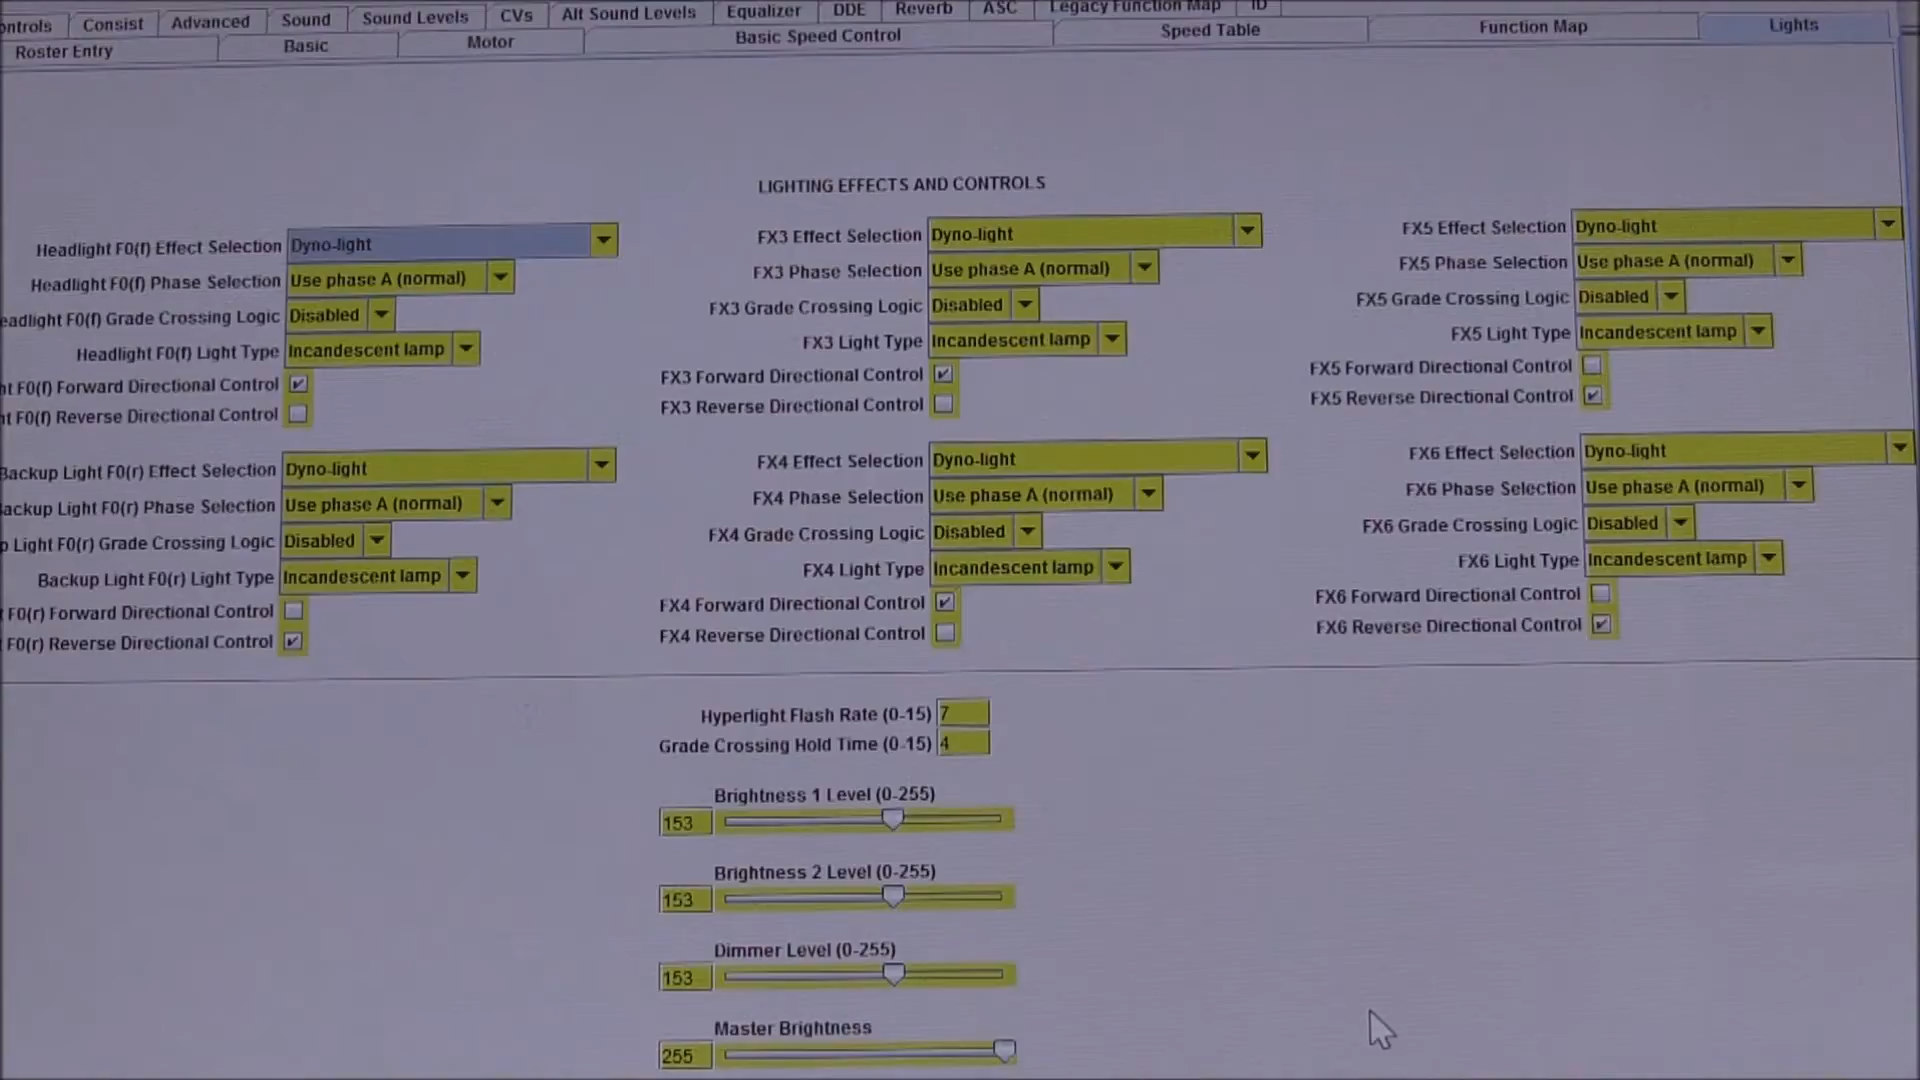 ontrols Consist Advanced Sound Sound Levels CVs Alt Sound Levels Equalizer DDE Reverb ASC Legacy Function Map ID
Roster Entry Basic Motor Basic Speed Control Speed Table Function Map Lights
LIGHTING EFFECTS AND CONTROLS
Headlight F0(f) Effect Selection Dyno-light
Headlight F0(f) Phase Selection Use phase A (normal)
eadlight F0(f) Grade Crossing Logic Disabled
Headlight F0(f) Light Type Incandescent lamp
ht F0(f) Forward Directional Control
ht F0(f) Reverse Directional Control
Backup Light F0(r) Effect Selection Dyno-light
ackup Light F0(r) Phase Selection Use phase A (normal)
p Light F0(r) Grade Crossing Logic Disabled
Backup Light F0(r) Light Type Incandescent lamp
t F0(r) Forward Directional Control
t F0(r) Reverse Directional Control
FX3 Effect Selection Dyno-light
FX3 Phase Selection Use phase A (normal)
FX3 Grade Crossing Logic Disabled
FX3 Light Type Incandescent lamp
FX3 Forward Directional Control
FX3 Reverse Directional Control
FX4 Effect Selection Dyno-light
FX4 Phase Selection Use phase A (normal)
FX4 Grade Crossing Logic Disabled
FX4 Light Type Incandescent lamp
FX4 Forward Directional Control
FX4 Reverse Directional Control
FX5 Effect Selection Dyno-light
FX5 Phase Selection Use phase A (normal)
FX5 Grade Crossing Logic Disabled
FX5 Light Type Incandescent lamp
FX5 Forward Directional Control
FX5 Reverse Directional Control
FX6 Effect Selection Dyno-light
FX6 Phase Selection Use phase A (normal)
FX6 Grade Crossing Logic Disabled
FX6 Light Type Incandescent lamp
FX6 Forward Directional Control
FX6 Reverse Directional Control
Hyperlight Flash Rate (0-15) 7
Grade Crossing Hold Time (0-15) 4
Brightness 1 Level (0-255)
153
Brightness 2 Level (0-255)
153
Dimmer Level (0-255)
153
Master Brightness
255